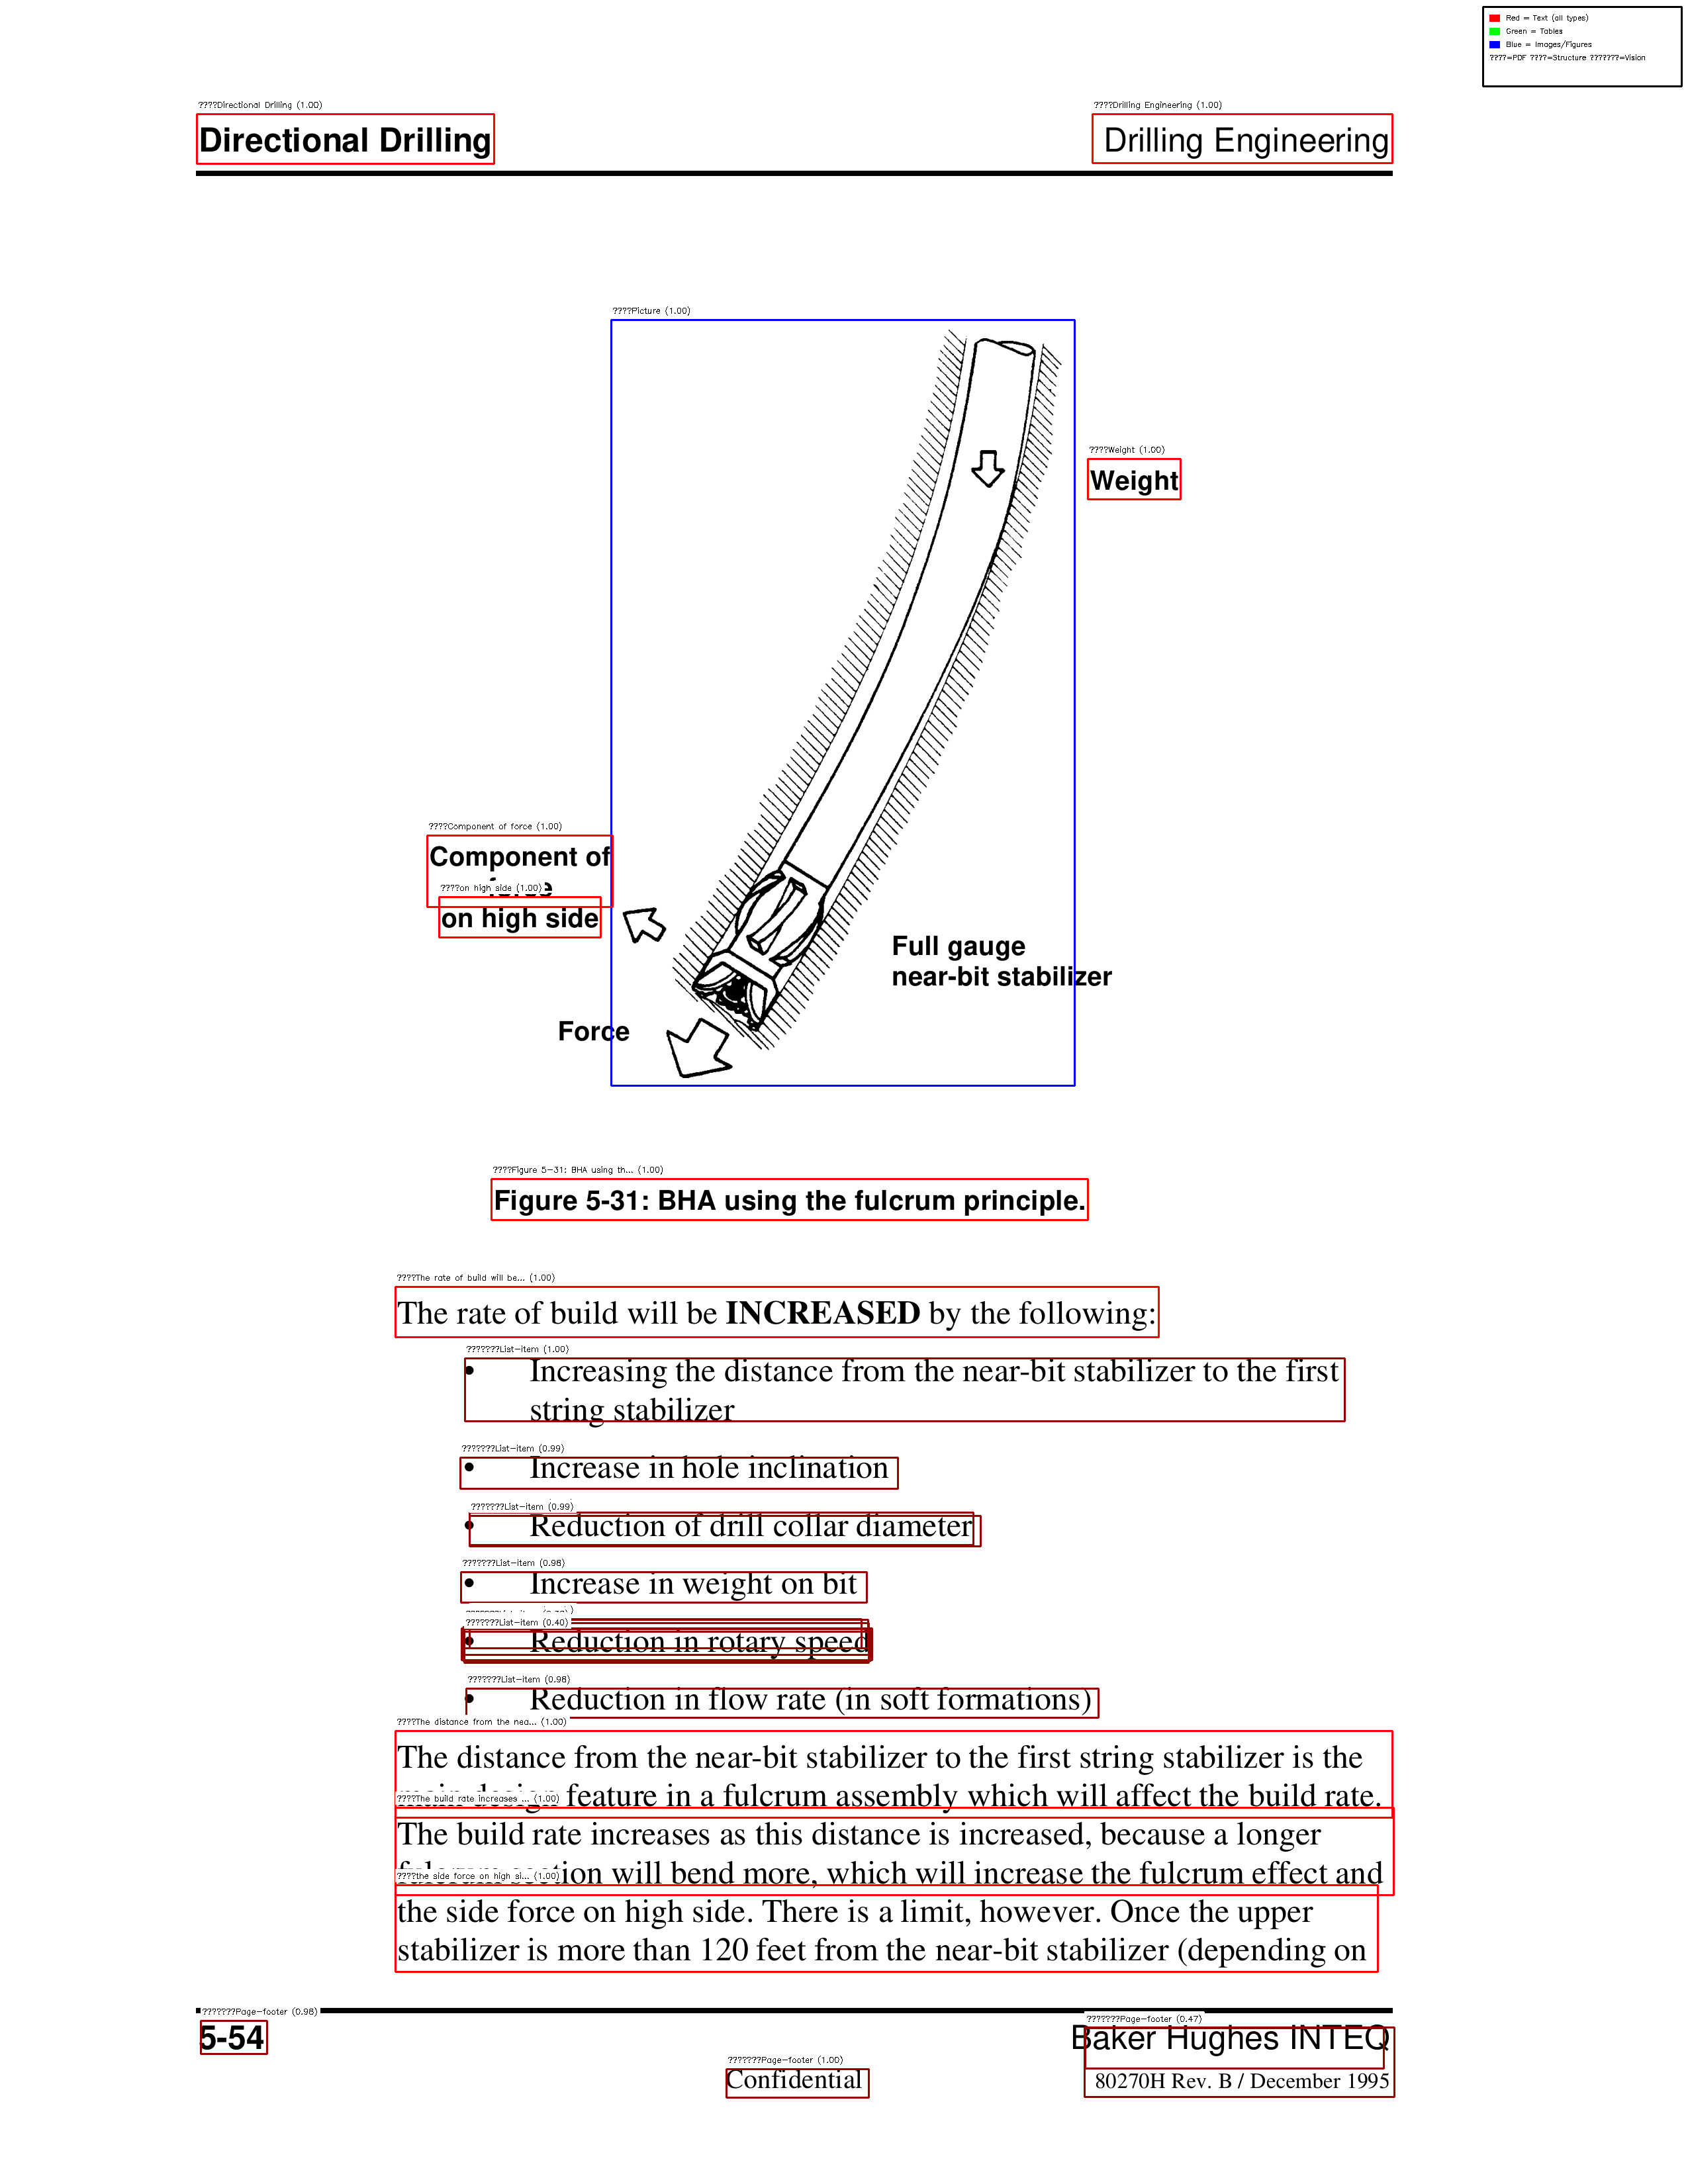 Red = Text (all types)
Green = Tables
Blue = Images/Figures
????=PDF ????=Structure ???????=Vision
????Directional Drilling (1.00)
????Drilling Engineering (1.00)
Directional Drilling
Drilling Engineering
????Picture (1.00)
????Weight (1.00)
Weight
????Component of force (1.00)
Component of
????on high side (1.00)
on high side
Full gauge
near-bit stabilizer
Force
????Figure 5-31: BHA using th... (1.00)
Figure 5-31: BHA using the fulcrum principle.
????The rate of build will be... (1.00)
The rate of build will be INCREASED by the following:
???????List-item (1.00)
• Increasing the distance from the near-bit stabilizer to the first
string stabilizer
???????List-item (0.99)
• Increase in hole inclination
???????List-item (0.99)
• Reduction of drill collar diameter
???????List-item (0.98)
• Increase in weight on bit
???????List-item (0.40)
• Reduction in rotary speed
???????List-item (0.98)
• Reduction in flow rate (in soft formations)
????The distance from the nea... (1.00)
The distance from the near-bit stabilizer to the first string stabilizer is the
feature in a fulcrum assembly which will affect the build rate.
????The build rate increases ... (1.00)
The build rate increases as this distance is increased, because a longer
will bend more, which will increase the fulcrum effect and
????the side force on high si... (1.00)
the side force on high side. There is a limit, however. Once the upper
stabilizer is more than 120 feet from the near-bit stabilizer (depending on
???????Page-footer (0.98)
???????Page-footer (0.47)
5-54
Baker Hughes INTEQ
???????Page-footer (1.00)
Confidential
80270H Rev. B / December 1995